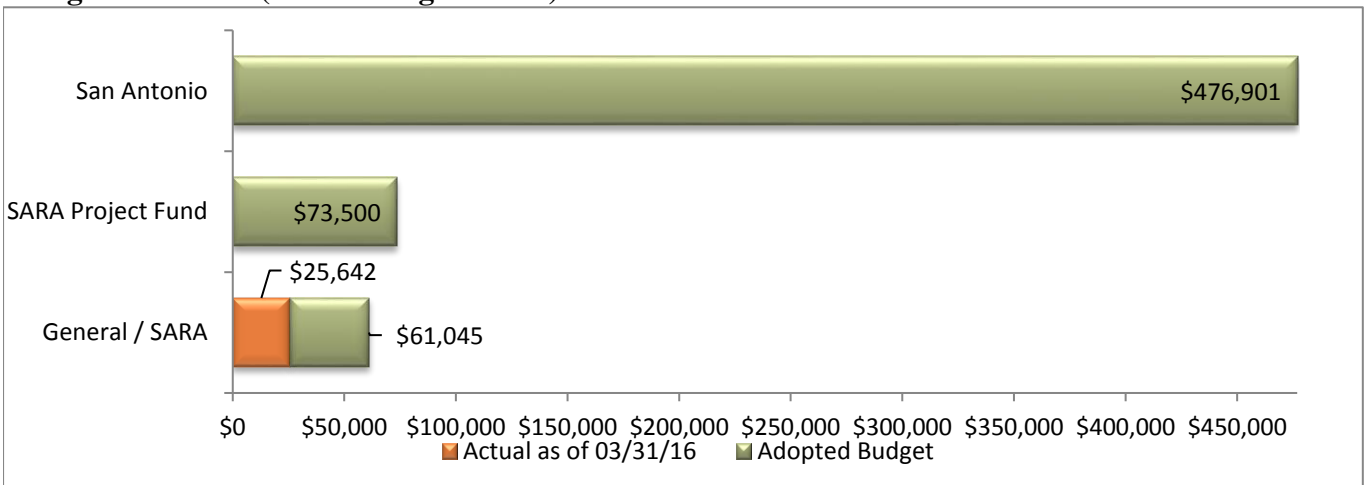 San Antonio
$476,901
SARA Project Fund
$73,500
$25,642
General / SARA
$61,045
$0 $50,000 $100,000 $150,000 $200,000 $250,000 $300,000 $350,000 $400,000 $450,000
Actual as of 03/31/16 Adopted Budget